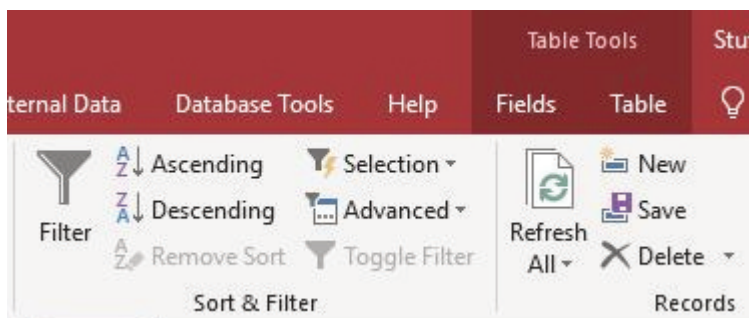 Table Tools Stu
ternal Data Database Tools Help Fields Table
Filter
Ascending
Descending
Remove Sort
Selection
Advanced
Toggle Filter
Sort & Filter
Refresh
All
New
Save
Delete
Records